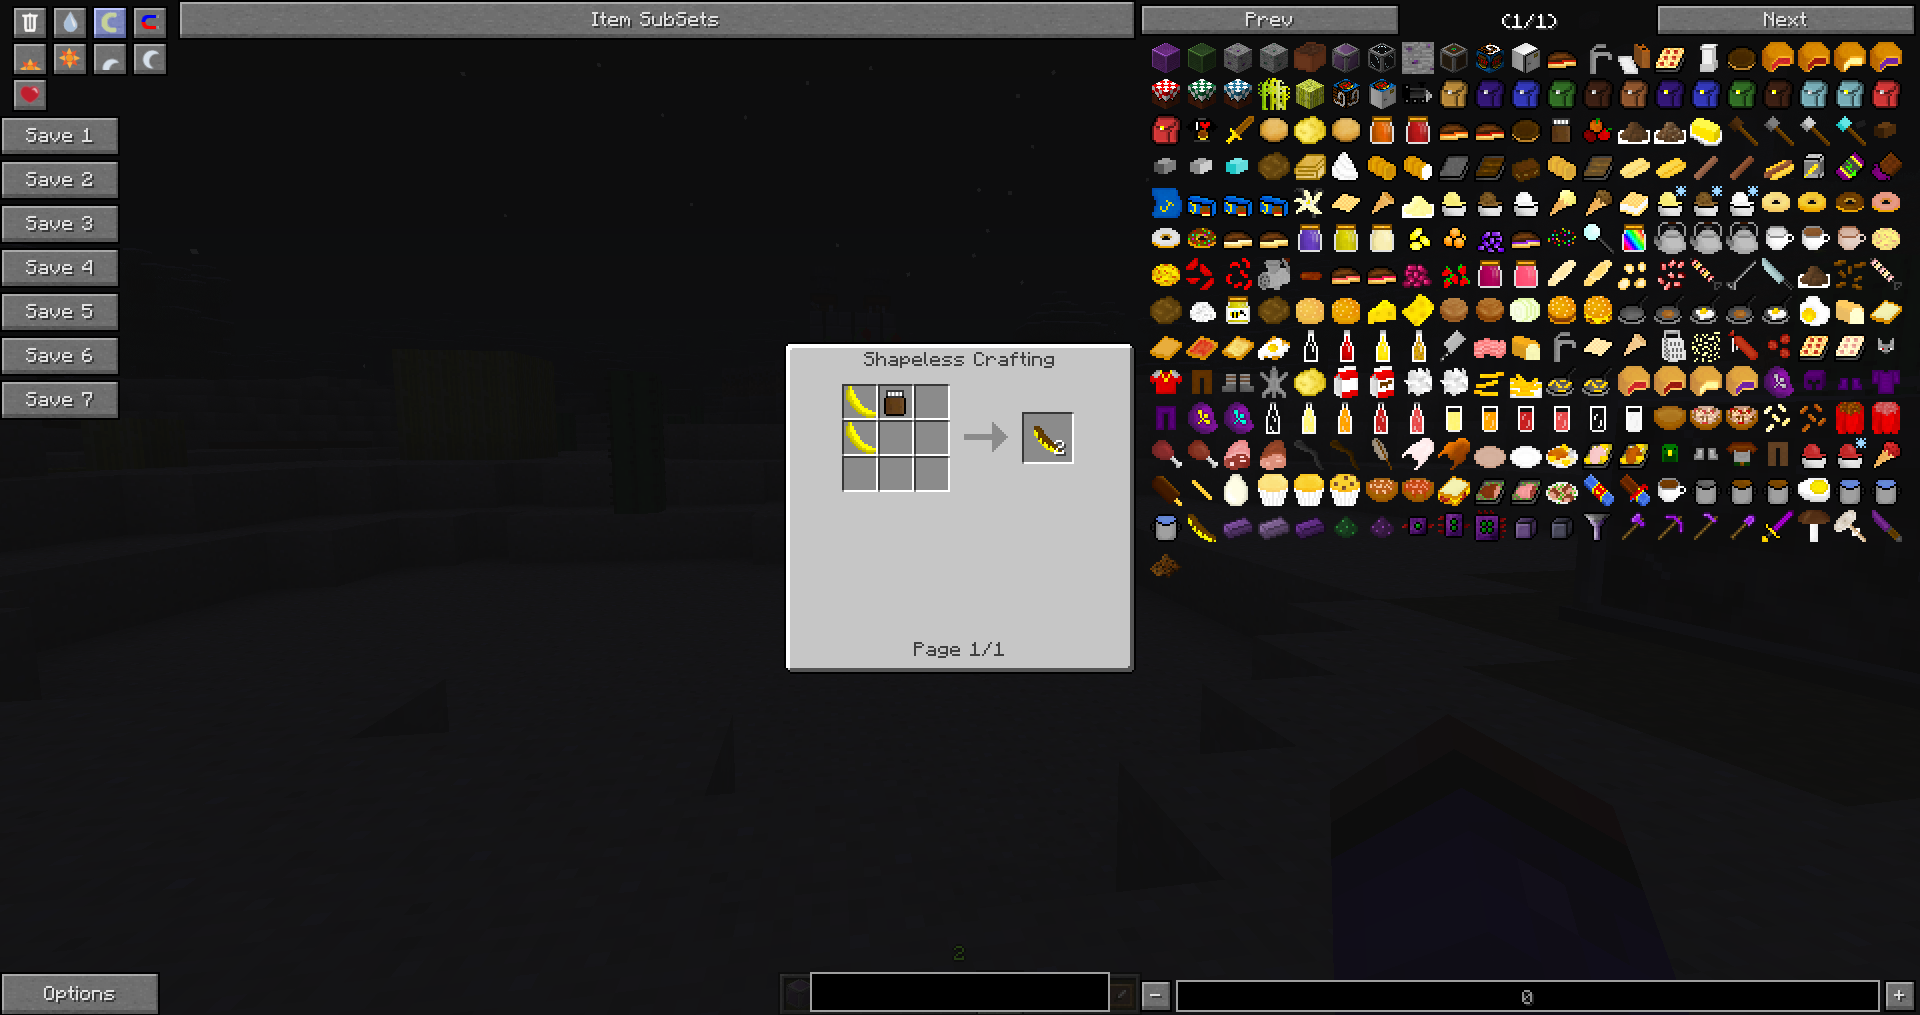 Item SubSets
Prev
(1/1)
Next
Save 1
Save 2
Save 3
Save 4
Save 5
Save 6
Save 7
Shapeless Crafting
2
Page 1/1
2
Options
-
0
+